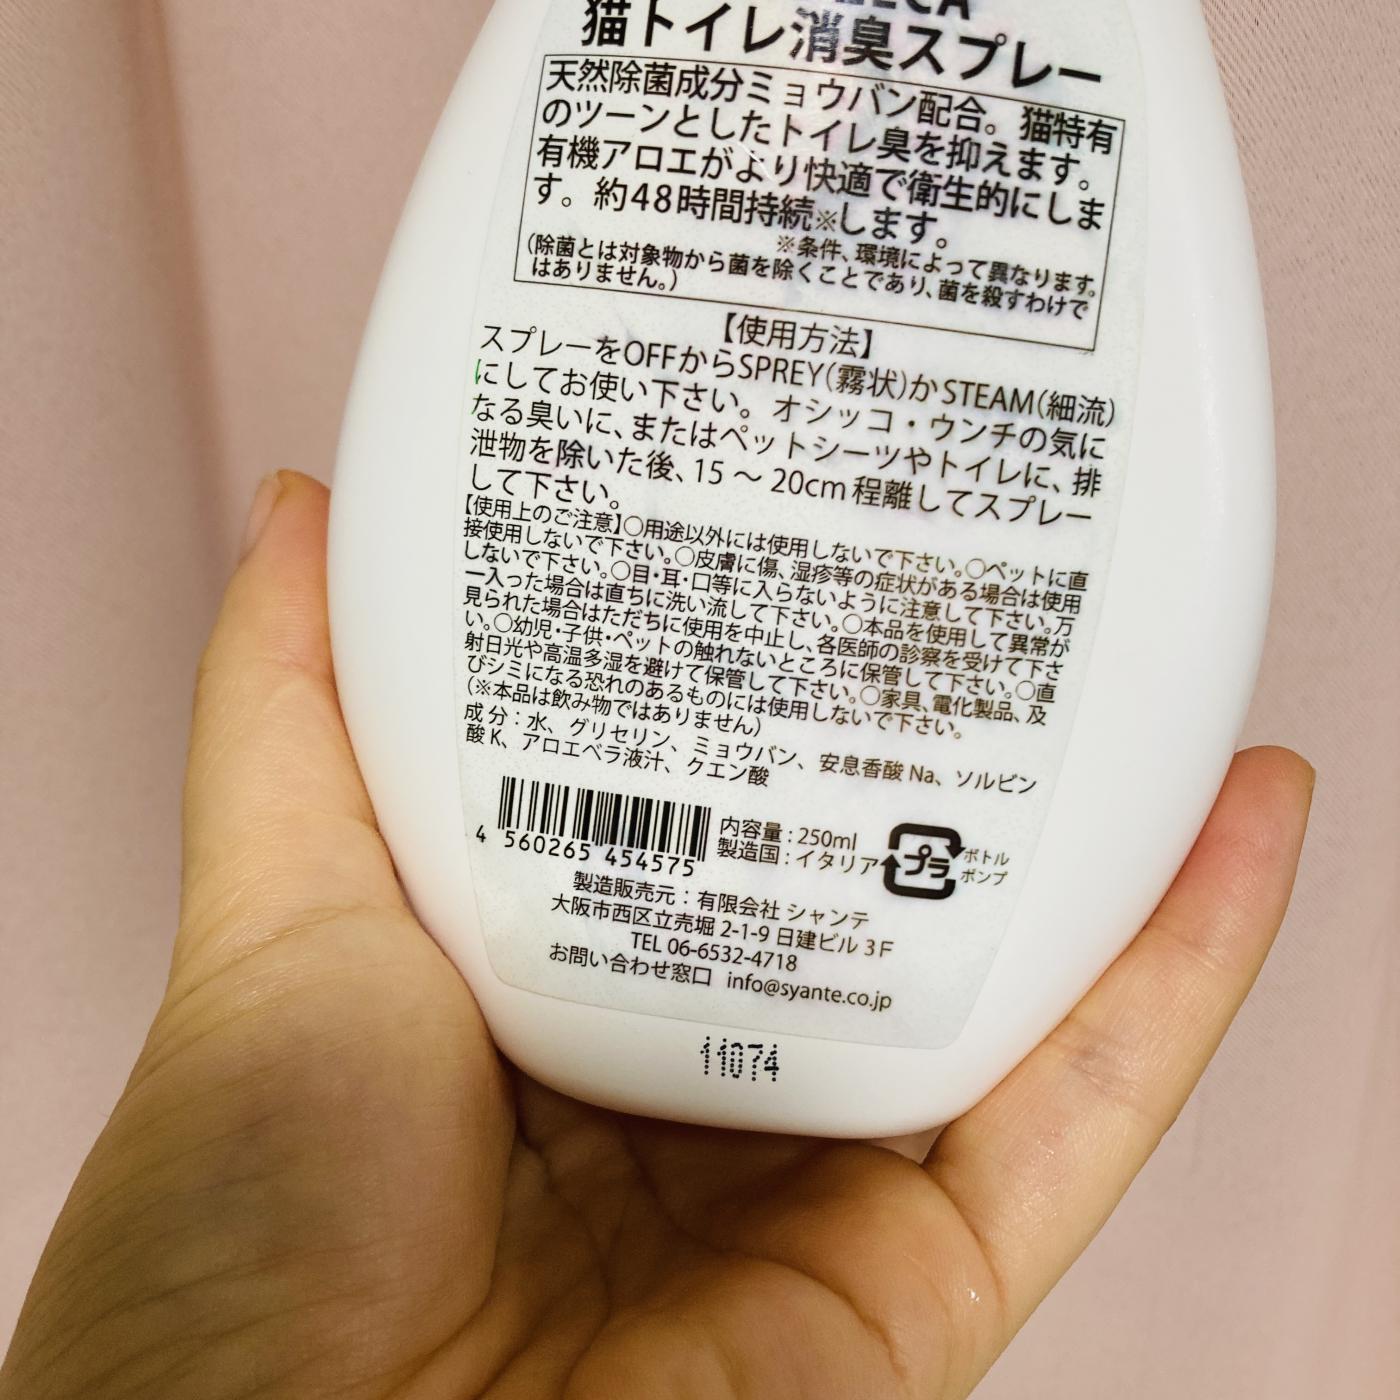 猫トイレ消臭スプレー
天然除菌成分ミョウバン配合。猫特有
のツーンとしたトイレ臭を抑えます。
有機アロエがより快適で衛生的にしま
す。約48時間持続※します。
※条件、環境によって異なります。
(除菌とは対象物から菌を除くことであり、菌を殺すわけで
はありません。)
【使用方法】
スプレーをOFFからSPREY(霧状)かSTEAM(細流)
にしてお使い下さい。オシッコ・ウンチの気に
なる臭いに、またはペットシーツやトイレに、排
泄物を除いた後、15～20cm程離してスプレー
して下さい。
【使用上のご注意】○用途以外には使用しないで下さい。○ペットに直
接使用しないで下さい。○皮膚に傷、湿疹等の症状がある場合は使用
しないで下さい。○目・耳・口等に入らないように注意して下さい。万
一入った場合は直ちに洗い流して下さい。○本品を使用して異常が
見られた場合はただちに使用を中止し、各医師の診察を受けて下さ
い。○幼児・子供・ペットの触れないところに保管して下さい。○直
射日光や高温多湿を避けて保管して下さい。○家具、電化製品、及
びシミになる恐れのあるものには使用しないで下さい。
(※本品は飲み物ではありません)
成分:水、グリセリン、ミョウバン、安息香酸Na、ソルビン
酸K、アロエベラ液汁、クエン酸
4 560265 454575
内容量:250ml
製造国:イタリア
プラ
ボトル
ポンプ
製造販売元:有限会社シャンテ
大阪市西区立売堀2-1-9日建ビル3F
TEL 06-6532-4718
お問い合わせ窓口 info@syante.co.jp
11074